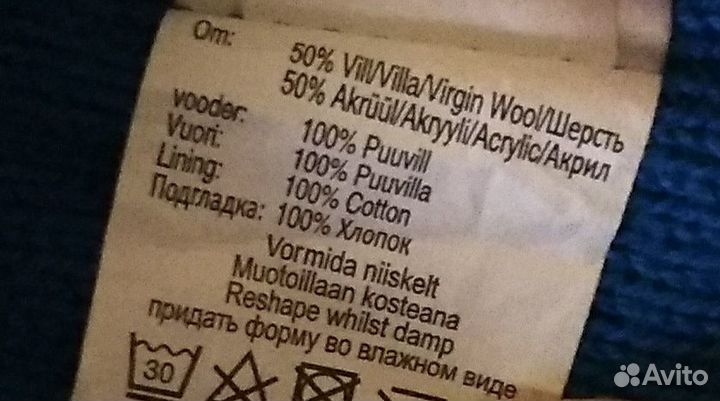 Om: 50% Vill/Villa/Virgin Wool/Шерсть
50% Akrüül/Akryyli/Acrylic/Акрил
vooder: 100% Puuvill
Vuori: 100% Puuvilla
Lining: 100% Cotton
Подгладка: 100% Хлопок
Vormida niiskelt
Muotoillaan kosteana
Reshape whilst damp
придать форму во влажном виде
30
Avito